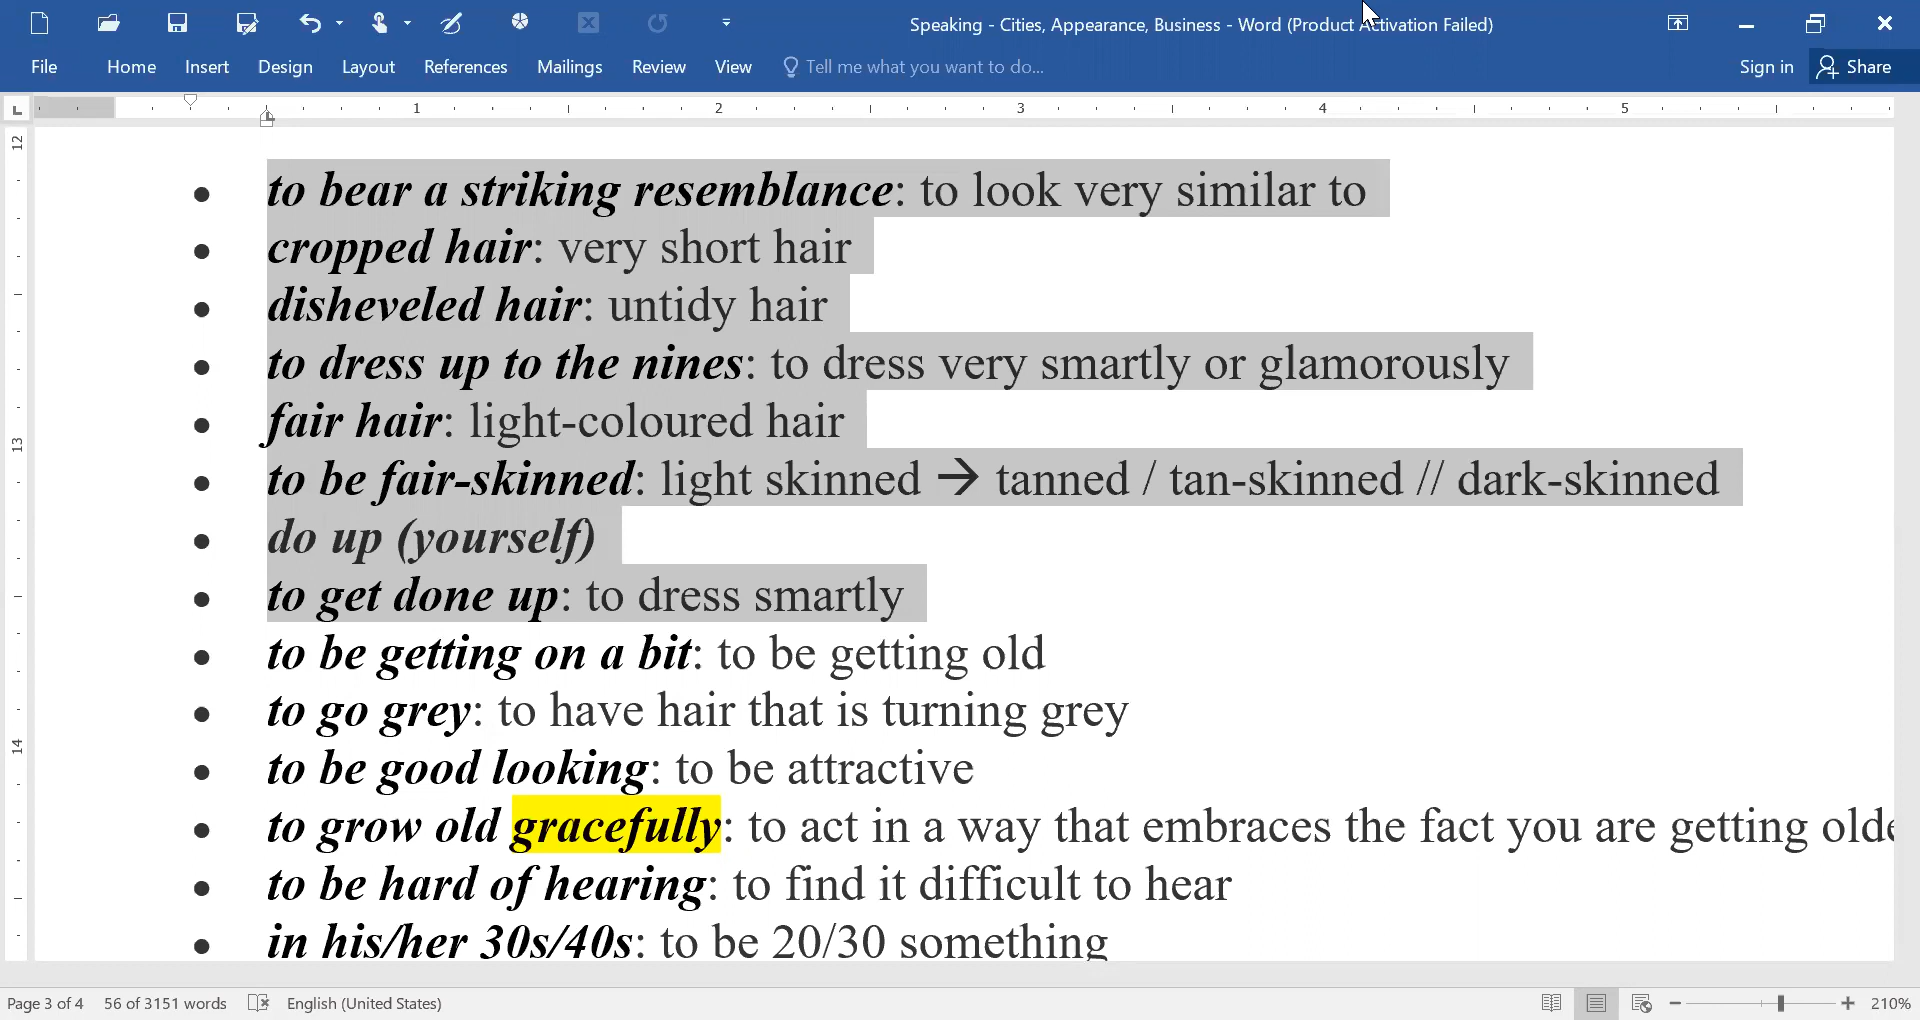 Speaking - Cities, Appearance, Business - Word (Product Activation Failed)
File Home Insert Design Layout References Mailings Review View Tell me what you want to do... Sign in Share
1 2 3 4 5
12
• to bear a striking resemblance: to look very similar to
• cropped hair: very short hair
• disheveled hair: untidy hair
• to dress up to the nines: to dress very smartly or glamorously
• fair hair: light-coloured hair
13
• to be fair-skinned: light skinned → tanned / tan-skinned // dark-skinned
• do up (yourself)
• to get done up: to dress smartly
• to be getting on a bit: to be getting old
• to go grey: to have hair that is turning grey
14
• to be good looking: to be attractive
• to grow old gracefully: to act in a way that embraces the fact you are getting olde
• to be hard of hearing: to find it difficult to hear
• in his/her 30s/40s: to be 20/30 something
Page 3 of 4 56 of 3151 words English (United States) 210%